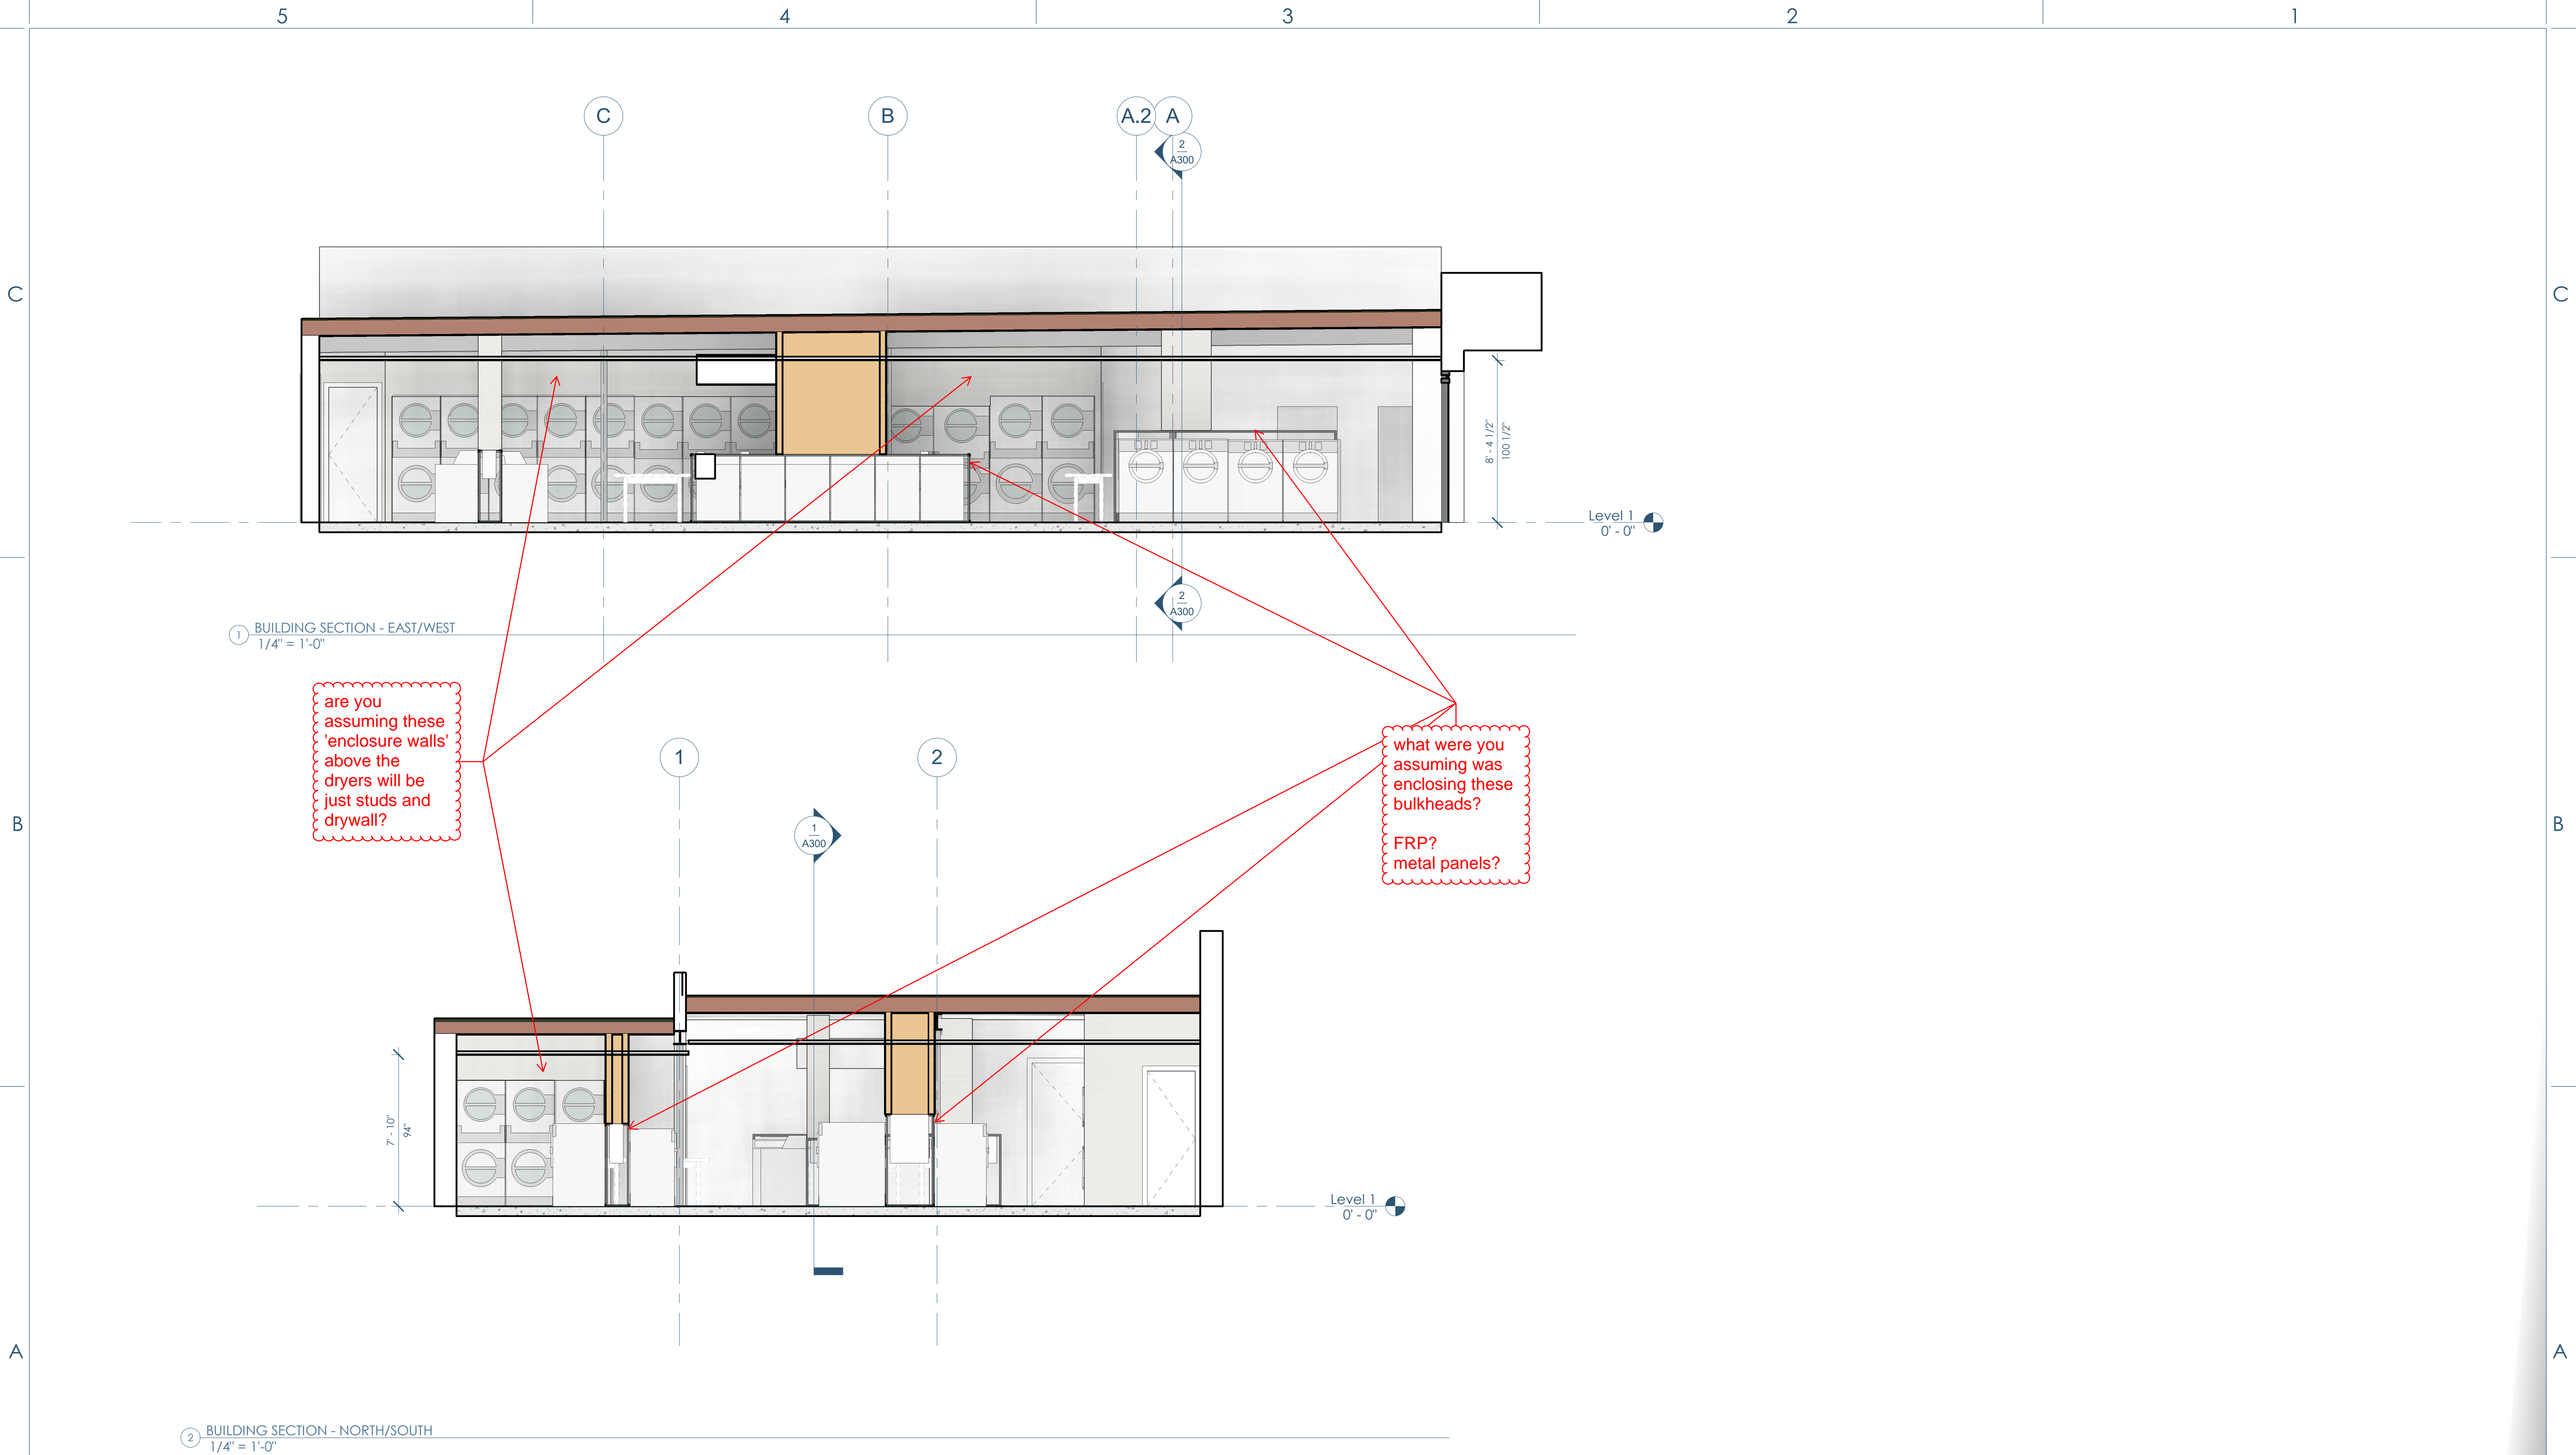 5 4 3 2 1
C B A.2 A
2
A300
C C
8' - 4 1/2"
100 1/2"
Level 1
0' - 0"
2
A300
1 BUILDING SECTION - EAST/WEST
1/4" = 1'-0"
are you
assuming these
'enclosure walls'
above the
dryers will be
just studs and
drywall?
what were you
assuming was
enclosing these
bulkheads?
FRP?
metal panels?
1 2
B B
1
A300
7' - 10"
94"
Level 1
0' - 0"
A A
2 BUILDING SECTION - NORTH/SOUTH
1/4" = 1'-0"